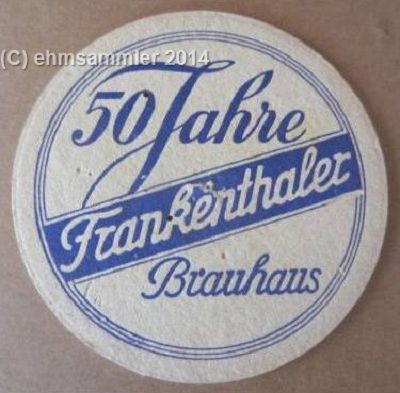 (C) ehmsammler 2014
50 Jahre
Frankenthaler
Brauhaus